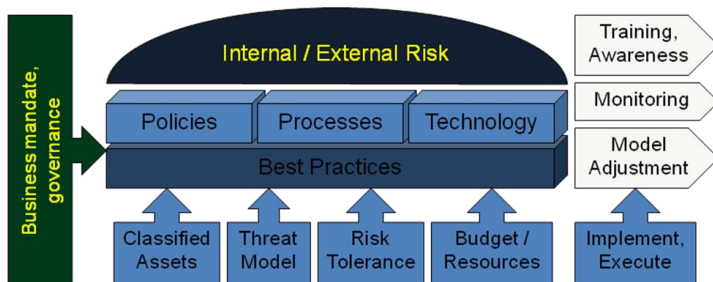 Business mandate,
governance
Internal / External Risk
Policies
Processes
Technology
Best Practices
Classified
Assets
Threat
Model
Risk
Tolerance
Budget /
Resources
Training,
Awareness
Monitoring
Model
Adjustment
Implement,
Execute